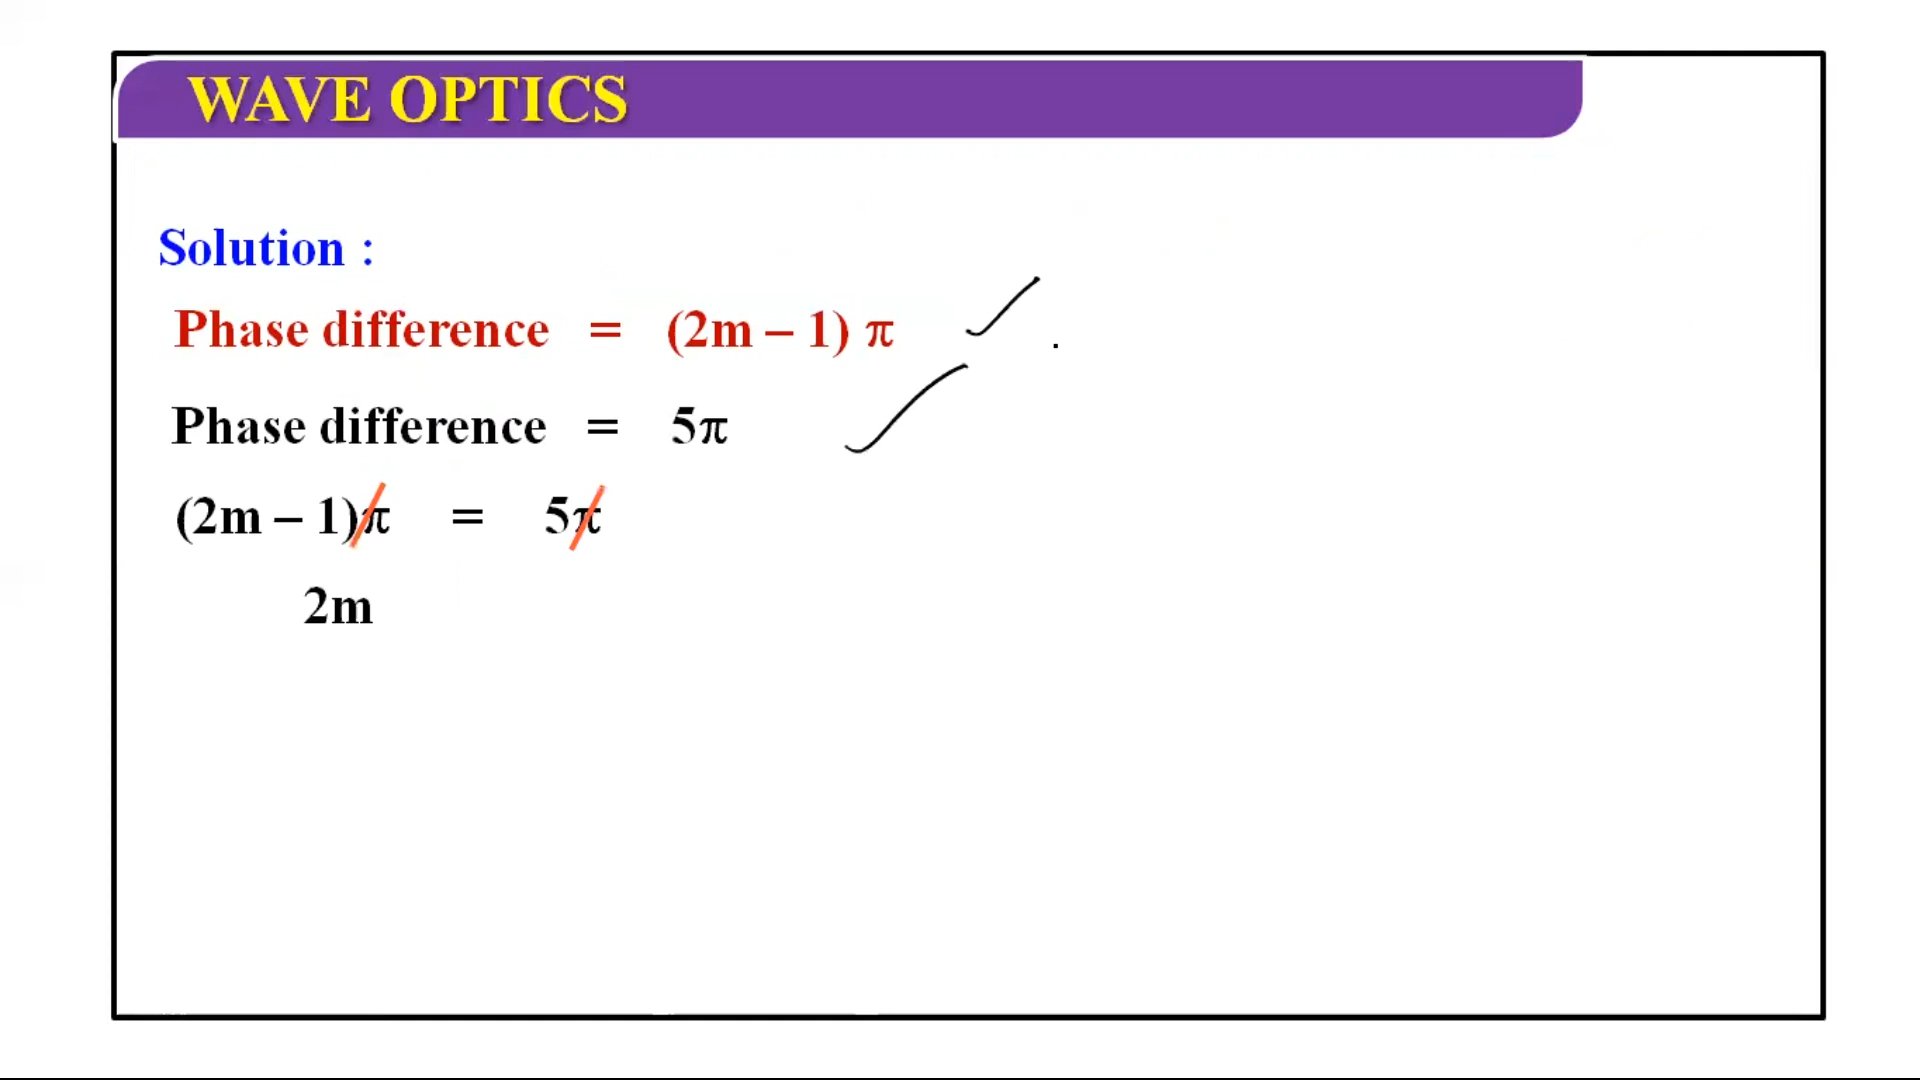 WAVE OPTICS
Solution :
Phase difference = (2m – 1) π
Phase difference = 5π
(2m – 1)π = 5π
2m